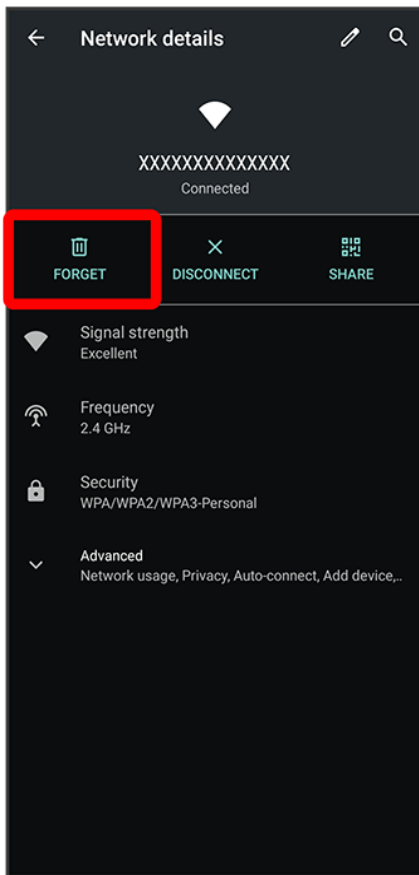 Network details
XXXXXXXXXXXXXX
Connected
FORGET
DISCONNECT
SHARE
Signal strength
Excellent
Frequency
2.4 GHz
Security
WPA/WPA2/WPA3-Personal
Advanced
Network usage, Privacy, Auto-connect, Add device,..